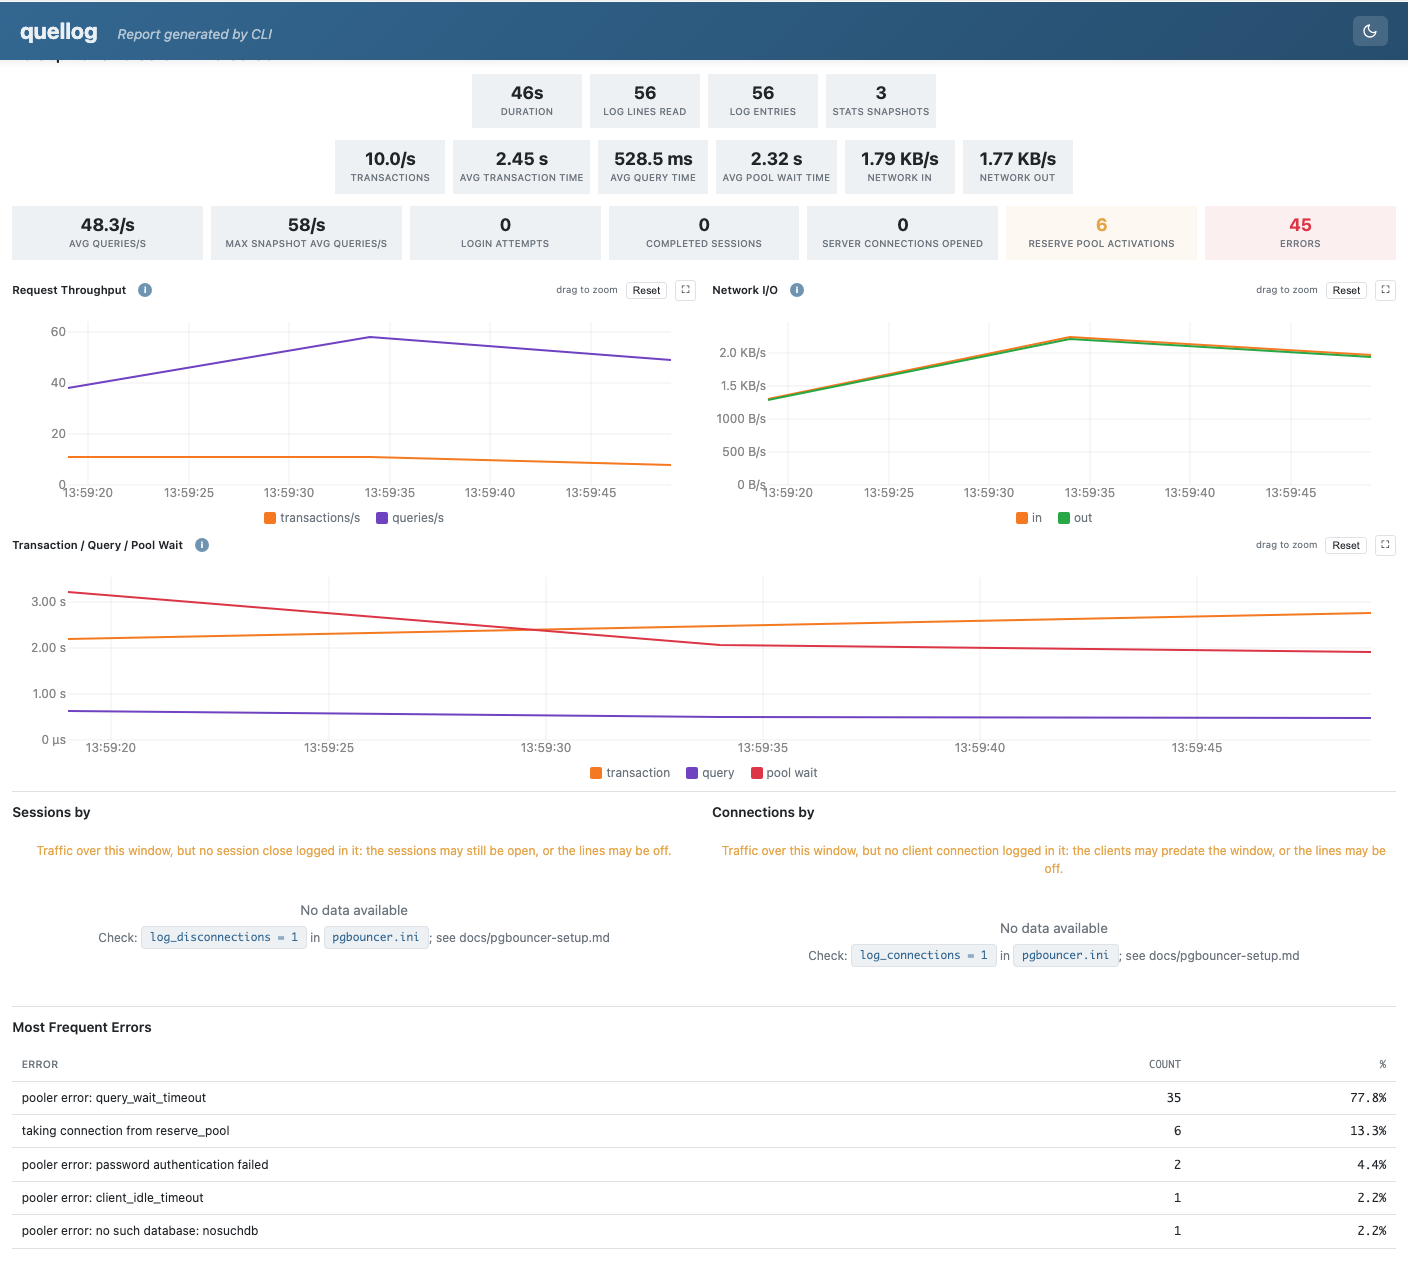 quellog
Report generated by CLI
46s
DURATION
56
LOG LINES READ
56
LOG ENTRIES
3
STATS SNAPSHOTS
10.0/s
TRANSACTIONS
2.45 s
AVG TRANSACTION TIME
528.5 ms
AVG QUERY TIME
2.32 s
AVG POOL WAIT TIME
1.79 KB/s
NETWORK IN
1.77 KB/s
NETWORK OUT
48.3/s
AVG QUERIES/S
58/s
MAX SNAPSHOT AVG QUERIES/S
0
LOGIN ATTEMPTS
0
COMPLETED SESSIONS
0
SERVER CONNECTIONS OPENED
6
RESERVE POOL ACTIVATIONS
45
ERRORS
Request Throughput i drag to zoom Reset
60
40
20
0
13:59:20 13:59:25 13:59:30 13:59:35 13:59:40 13:59:45
transactions/s queries/s
Network I/O i drag to zoom Reset
2.0 KB/s
1.5 KB/s
1000 B/s
500 B/s
0 B/s
13:59:20 13:59:25 13:59:30 13:59:35 13:59:40 13:59:45
in out
Transaction / Query / Pool Wait i drag to zoom Reset
3.00 s
2.00 s
1.00 s
0 µs
13:59:20 13:59:25 13:59:30 13:59:35 13:59:40 13:59:45
transaction query pool wait
Sessions by
Traffic over this window, but no session close logged in it: the sessions may still be open, or the lines may be off.
No data available
Check: log_disconnections = 1 in pgbouncer.ini; see docs/pgbouncer-setup.md
Connections by
Traffic over this window, but no client connection logged in it: the clients may predate the window, or the lines may be
off.
No data available
Check: log_connections = 1 in pgbouncer.ini; see docs/pgbouncer-setup.md
Most Frequent Errors
ERROR COUNT %
pooler error: query_wait_timeout 35 77.8%
taking connection from reserve_pool 6 13.3%
pooler error: password authentication failed 2 4.4%
pooler error: client_idle_timeout 1 2.2%
pooler error: no such database: nosuchdb 1 2.2%